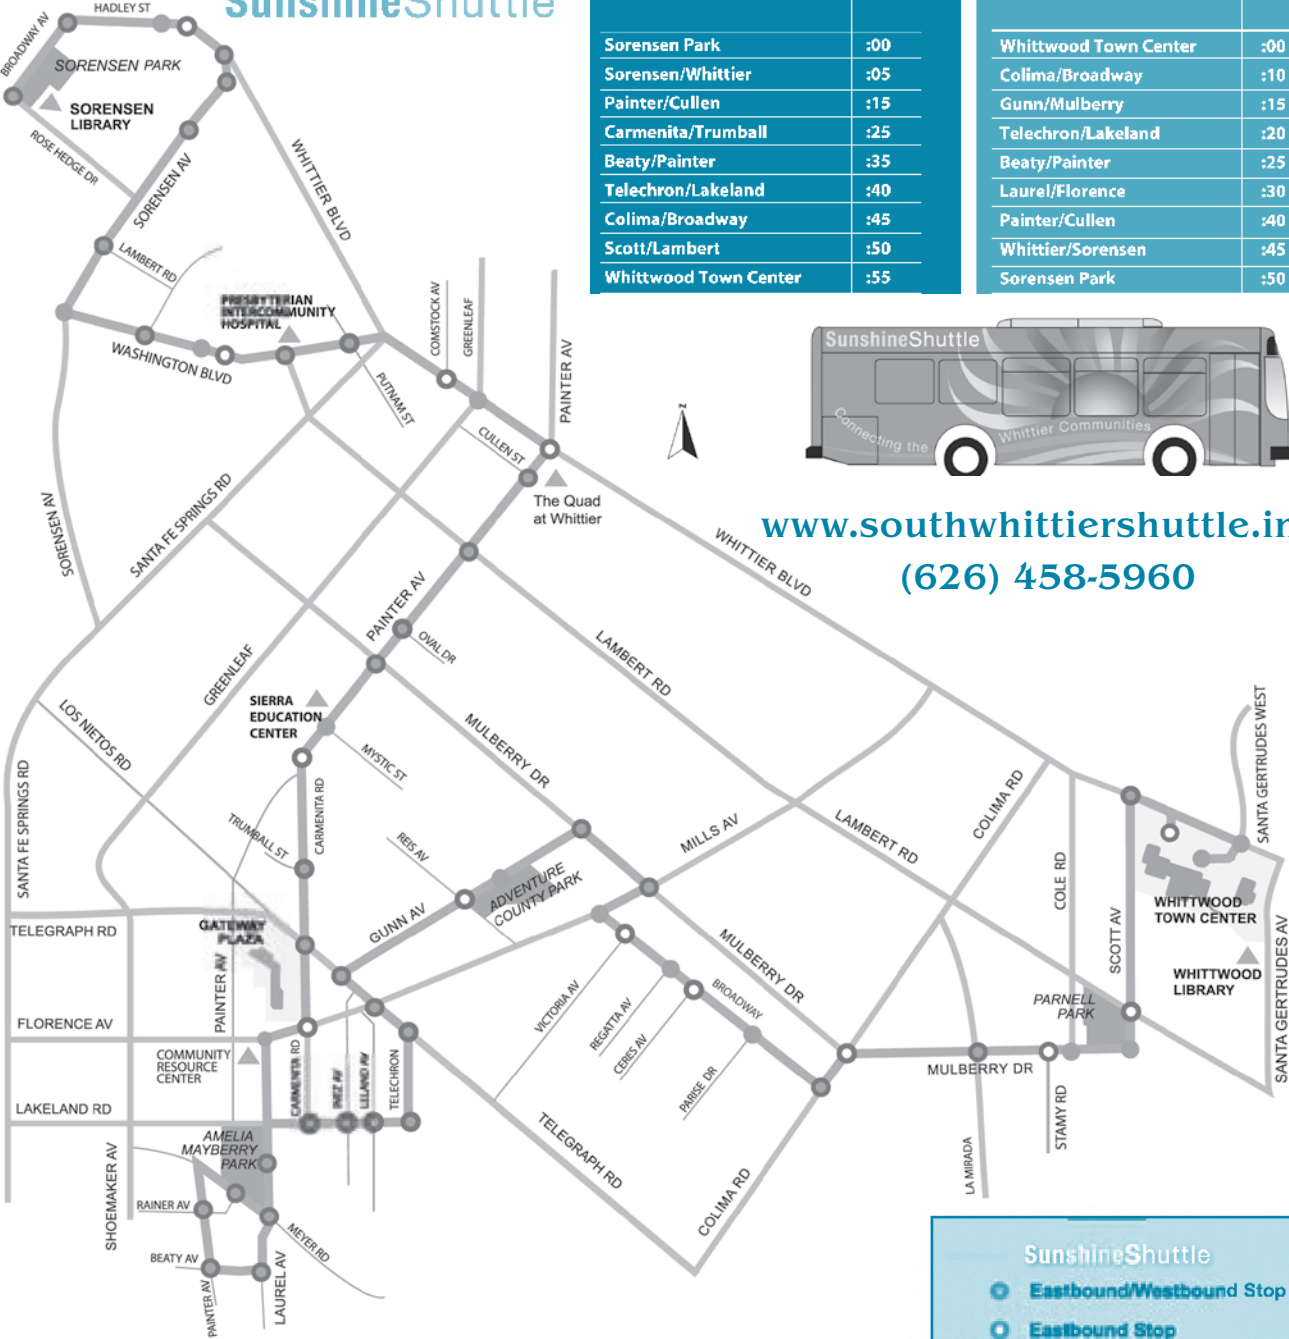 SunshineShuttle
HADLEY ST
BROADWAY AV
SORENSEN PARK
SORENSEN
LIBRARY
ROSE HEDGE DR
SORENSEN AV
WHITTIER BLVD
LAMBERT RD
PRESBYTERIAN
INTERCOMMUNITY
HOSPITAL
WASHINGTON BLVD
PUTNAM ST
COMSTOCK AV
GREENLEAF
PAINTER AV
CULLEN ST
The Quad
at Whittier
Sorensen Park :00
Sorensen/Whittier :05
Painter/Cullen :15
Carmenita/Trumball :25
Beaty/Painter :35
Telechron/Lakeland :40
Colima/Broadway :45
Scott/Lambert :50
Whittwood Town Center :55
Whittwood Town Center :00
Colima/Broadway :10
Gunn/Mulberry :15
Telechron/Lakeland :20
Beaty/Painter :25
Laurel/Florence :30
Painter/Cullen :40
Whittier/Sorensen :45
Sorensen Park :50
SunshineShuttle
Connecting the Whittier Communities
Z
www.southwhittiershuttle.in
(626) 458-5960
SORENSEN AV
SANTA FE SPRINGS RD
WHITTIER BLVD
PAINTER AV
OVAL DR
LAMBERT RD
GREENLEAF
SIERRA
EDUCATION
CENTER
LOS NIETOS RD
MULBERRY DR
MYSTIC ST
SANTA FE SPRINGS RD
CARMENITA RD
TRUMBALL ST
REIS AV
MILLS AV
LAMBERT RD
COLIMA RD
SANTA GERTRUDES WEST
ADVENTURE
COUNTY PARK
GUNN AV
COLE RD
SCOTT AV
WHITTWOOD
TOWN CENTER
WHITTWOOD
LIBRARY
SANTA GERTRUDES AV
TELEGRAPH RD
GATEWAY
PLAZA
PAINTER AV
MULBERRY DR
BROADWAY
VICTORIA AV
REGATTA AV
CERES AV
PARISE DR
PARNELL
PARK
FLORENCE AV
COMMUNITY
RESOURCE
CENTER
CARMENITA RD
INEZ AV
LELAND AV
TELECHRON
MULBERRY DR
STAMY RD
LA MIRADA
LAKELAND RD
AMELIA
MAYBERRY
PARK
SHOEMAKER AV
TELEGRAPH RD
COLIMA RD
RAINER AV
BEATY AV
MEYER RD
PAINTER AV
LAUREL AV
SunshineShuttle
Eastbound/Westbound Stop
Eastbound Stop